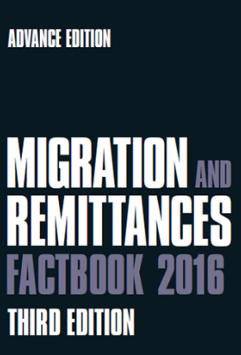 ADVANCE EDITION
MIGRATION AND
REMITTANCES
FACTBOOK 2016
THIRD EDITION